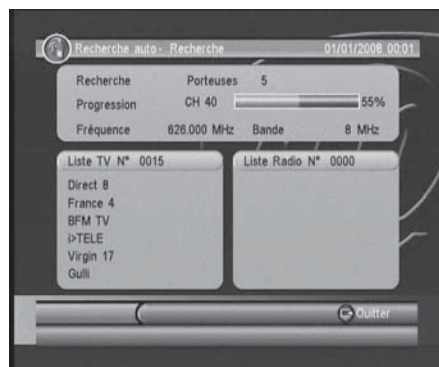 Recherche auto - Recherche 01/01/2008 00:01
Recherche Porteuses 5
Progression CH 40 55%
Fréquence 626.000 MHz Bande 8 MHz
Liste TV N° 0015 Liste Radio N° 0000
Direct 8
France 4
BFM TV
i>TELE
Virgin 17
Gulli
Quitter